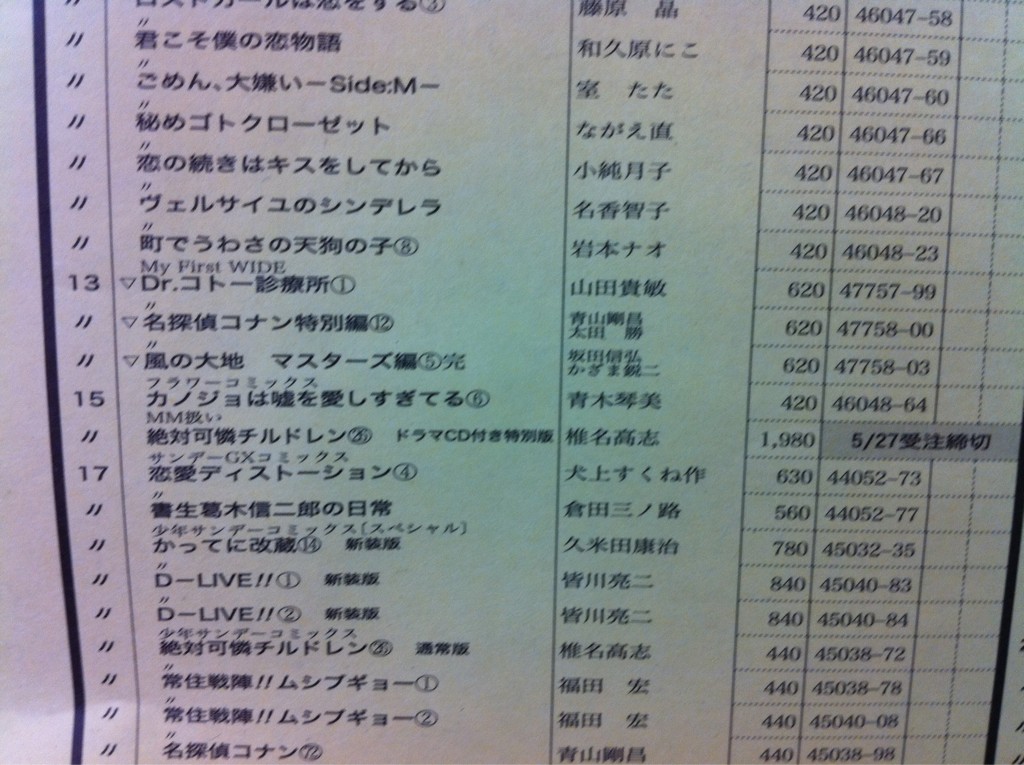 〃 ロストガールは恋をする③ 藤原 晶 420 46047-58
〃 君こそ僕の恋物語 和久原にこ 420 46047-59
〃
〃 ごめん、大嫌い－Side:M－ 室 たた 420 46047-60
〃
〃 秘めゴトクローゼット ながえ直 420 46047-66
〃
〃 恋の続きはキスをしてから 小純月子 420 46047-67
〃
〃 ヴェルサイユのシンデレラ 名香智子 420 46048-20
〃
〃 町でうわさの天狗の子⑧ 岩本ナオ 420 46048-23
My First WIDE
13 ▽Dr.コトー診療所① 山田貴敏 620 47757-99
〃
〃 ▽名探偵コナン特別編⑫ 青山剛昌 太田 勝 620 47758-00
〃
〃 ▽風の大地 マスターズ編⑤完 坂田信弘 かざま鋭二 620 47758-03
フラワーコミックス
15 カノジョは嘘を愛しすぎてる⑥ 青木琴美 420 46048-64
MM扱い
〃 絶対可憐チルドレン㉖ ドラマCD付き特別版 椎名高志 1,980 5/27受注締切
サンデーGXコミックス
17 恋愛ディストーション④ 犬上すくね作 630 44052-73
〃
〃 書生葛木信二郎の日常 倉田三ノ路 560 44052-77
少年サンデーコミックス〔スペシャル〕
〃 かってに改蔵⑭ 新装版 久米田康治 780 45032-35
〃
〃 D－LIVE!!① 新装版 皆川亮二 840 45040-83
〃
〃 D－LIVE!!② 新装版 皆川亮二 840 45040-84
少年サンデーコミックス
〃 絶対可憐チルドレン㉖ 通常版 椎名高志 440 45038-72
〃
〃 常住戦陣!!ムシブギョー① 福田 宏 440 45038-78
〃
〃 常住戦陣!!ムシブギョー② 福田 宏 440 45040-08
〃
〃 名探偵コナン㋒ 青山剛昌 440 45038-98